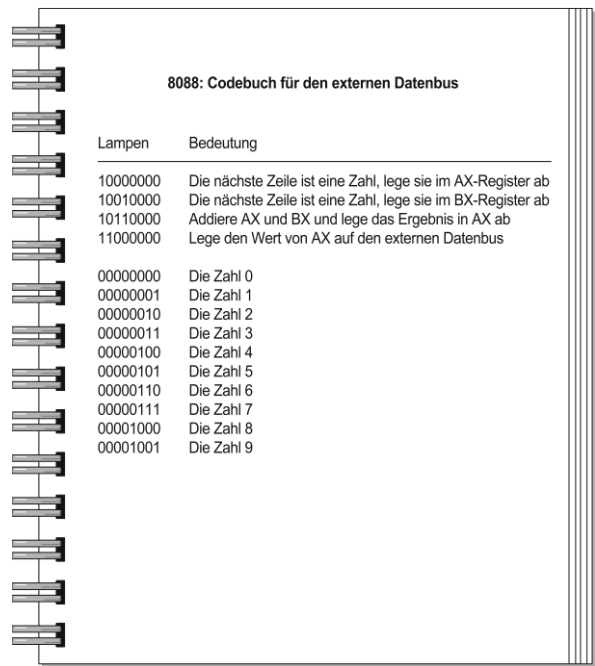 8088: Codebuch für den externen Datenbus
Lampen Bedeutung
10000000 Die nächste Zeile ist eine Zahl, lege sie im AX-Register ab
10010000 Die nächste Zeile ist eine Zahl, lege sie im BX-Register ab
10110000 Addiere AX und BX und lege das Ergebnis in AX ab
11000000 Lege den Wert von AX auf den externen Datenbus
00000000 Die Zahl 0
00000001 Die Zahl 1
00000010 Die Zahl 2
00000011 Die Zahl 3
00000100 Die Zahl 4
00000101 Die Zahl 5
00000110 Die Zahl 6
00000111 Die Zahl 7
00001000 Die Zahl 8
00001001 Die Zahl 9